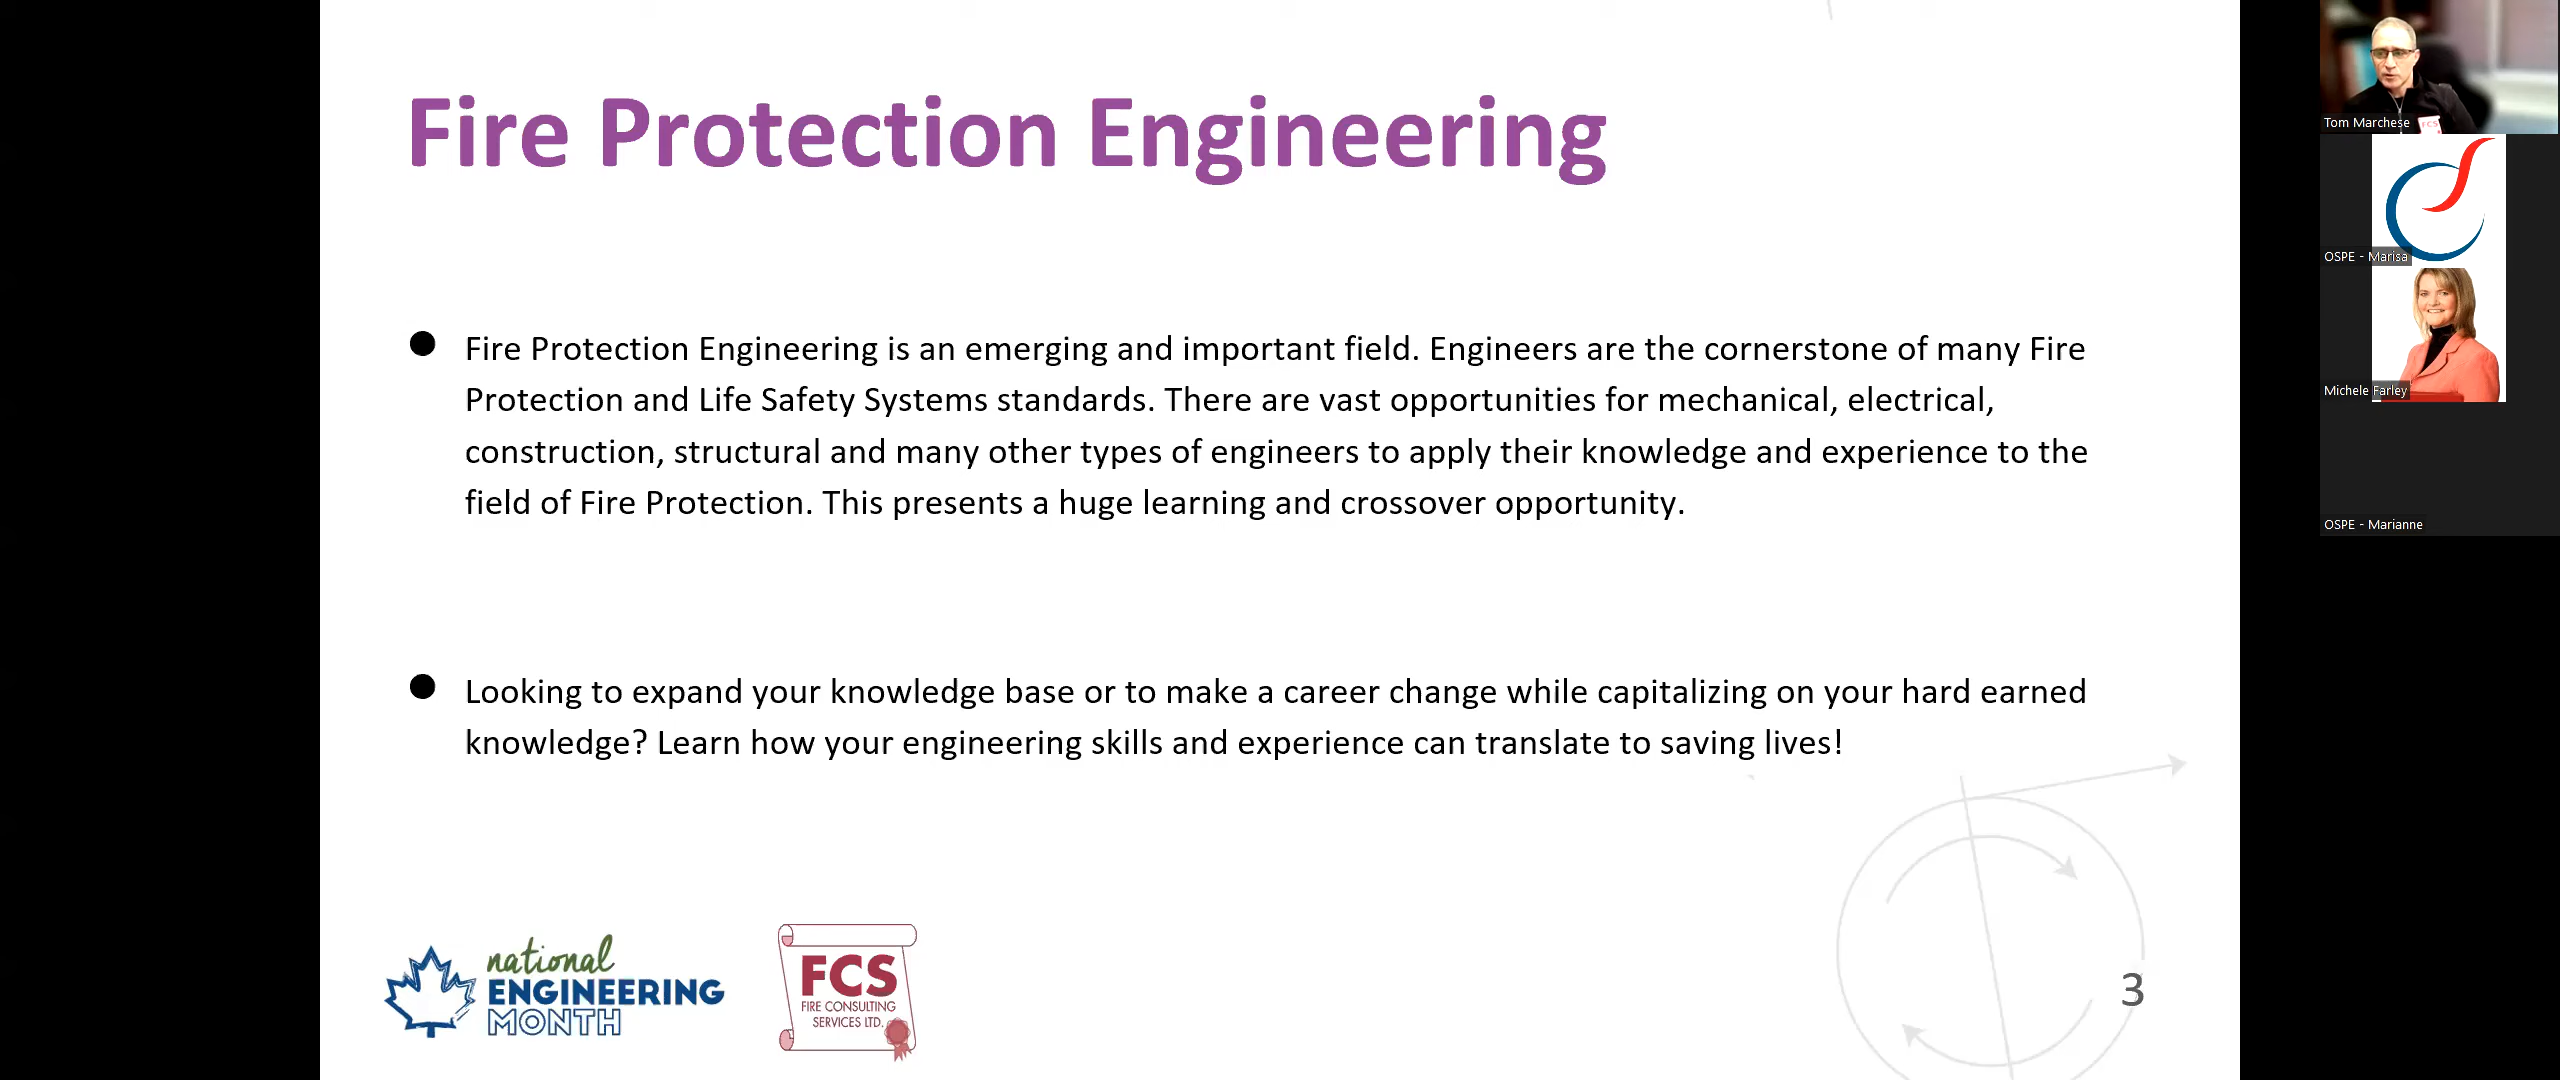 Fire Protection Engineering
Fire Protection Engineering is an emerging and important field. Engineers are the cornerstone of many Fire
Protection and Life Safety Systems standards. There are vast opportunities for mechanical, electrical,
construction, structural and many other types of engineers to apply their knowledge and experience to the
field of Fire Protection. This presents a huge learning and crossover opportunity.
Looking to expand your knowledge base or to make a career change while capitalizing on your hard earned
knowledge? Learn how your engineering skills and experience can translate to saving lives!
national
ENGINEERING
MONTH
FCS
FIRE CONSULTING
SERVICES LTD.
3
Tom Marchese
FCS
OSPE - Marisa
Michele Farley
OSPE - Marianne